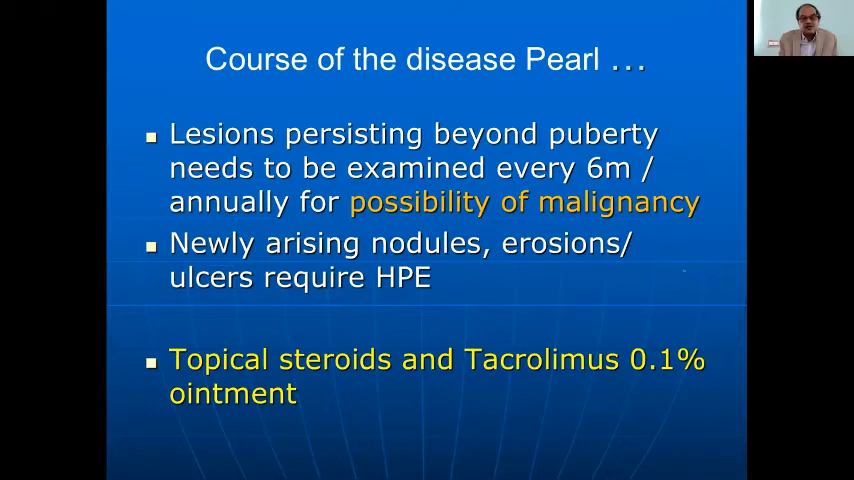 Course of the disease Pearl ...
Lesions persisting beyond puberty
needs to be examined every 6m /
annually for possibility of malignancy
Newly arising nodules, erosions/
ulcers require HPE
Topical steroids and Tacrolimus 0.1%
ointment